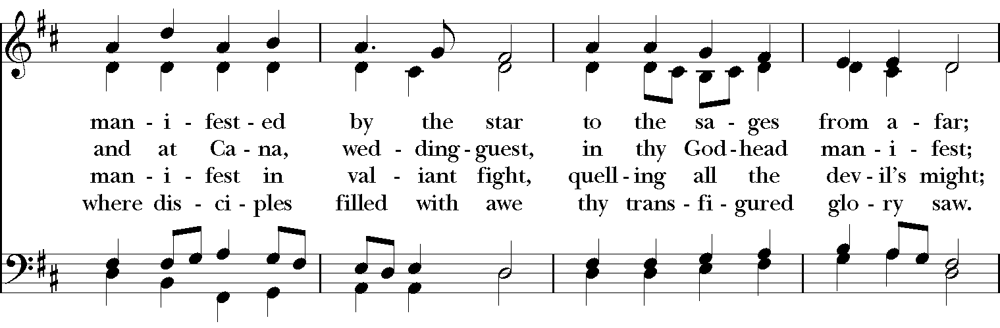 man - i - fest - ed by the star to the sa - ges from a - far;
and at Ca - na, wed - ding - guest, in thy God - head man - i - fest;
man - i - fest in val - iant fight, quell - ing all the dev - il's might;
where dis - ci - ples filled with awe thy trans - fi - gured glo - ry saw.